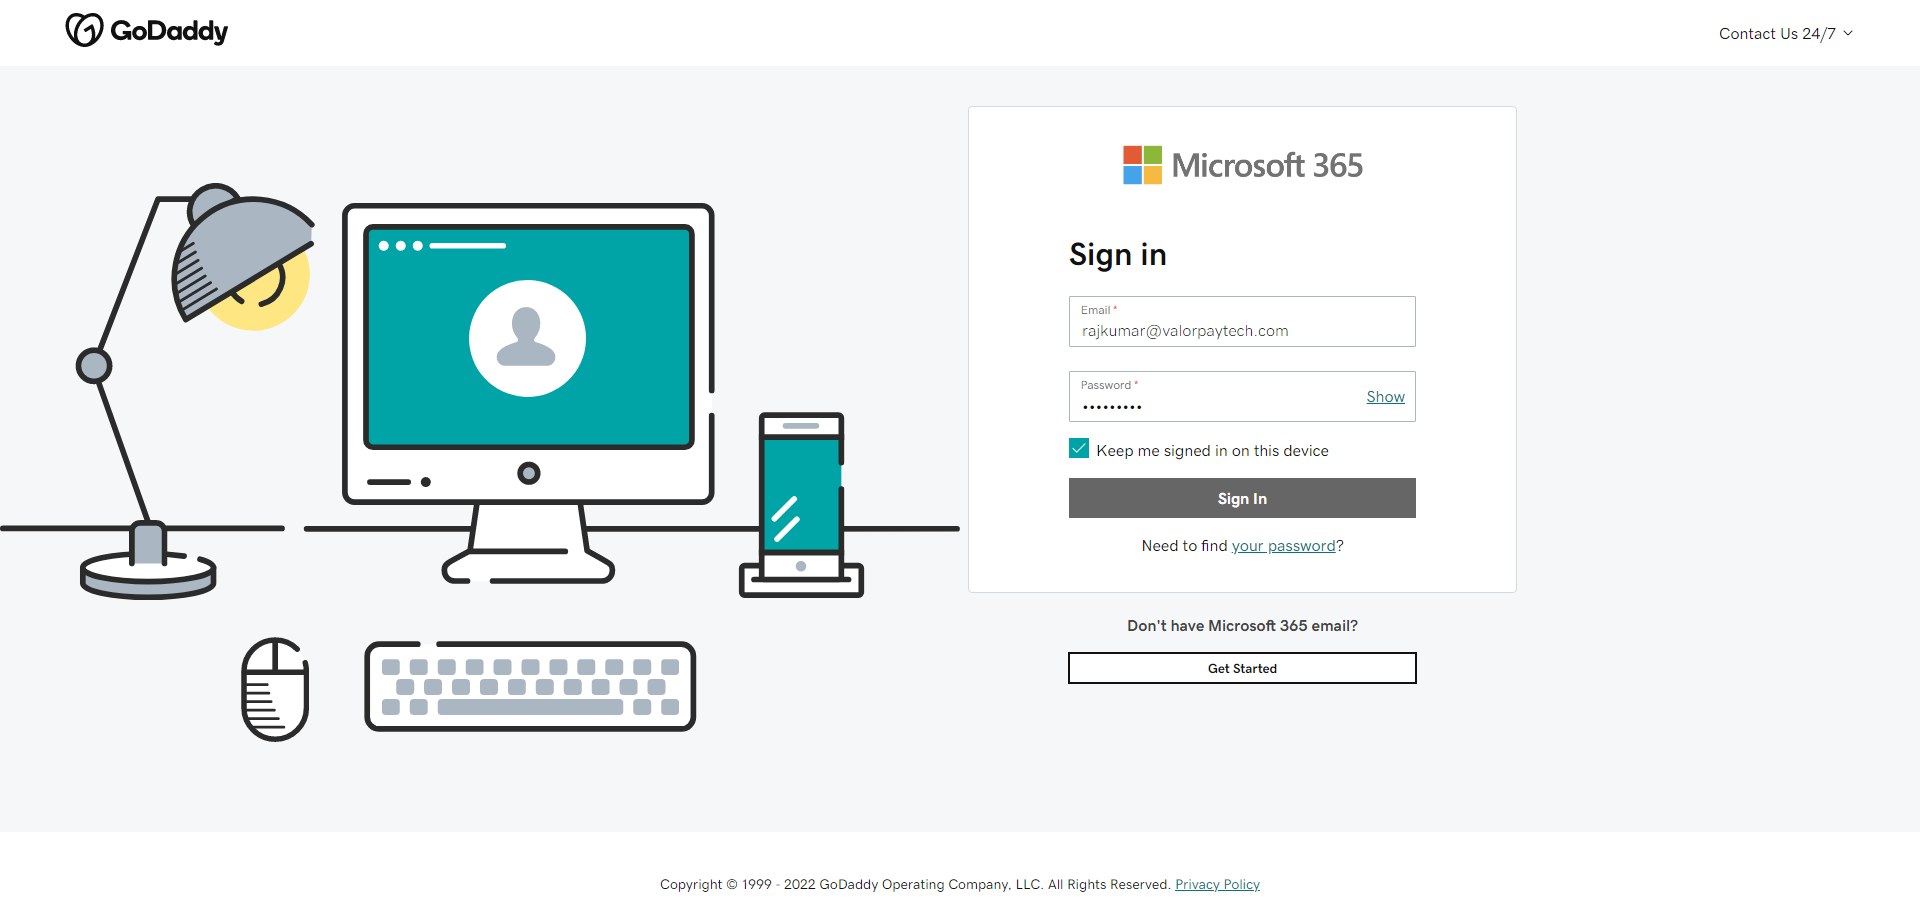 GoDaddy
Contact Us 24/7
Microsoft 365
Sign in
Email *
rajkumar@valorpaytech.com
Password *
•••••••••
Show
Keep me signed in on this device
Sign In
Need to find your password?
Don't have Microsoft 365 email?
Get Started
Copyright © 1999 - 2022 GoDaddy Operating Company, LLC. All Rights Reserved. Privacy Policy